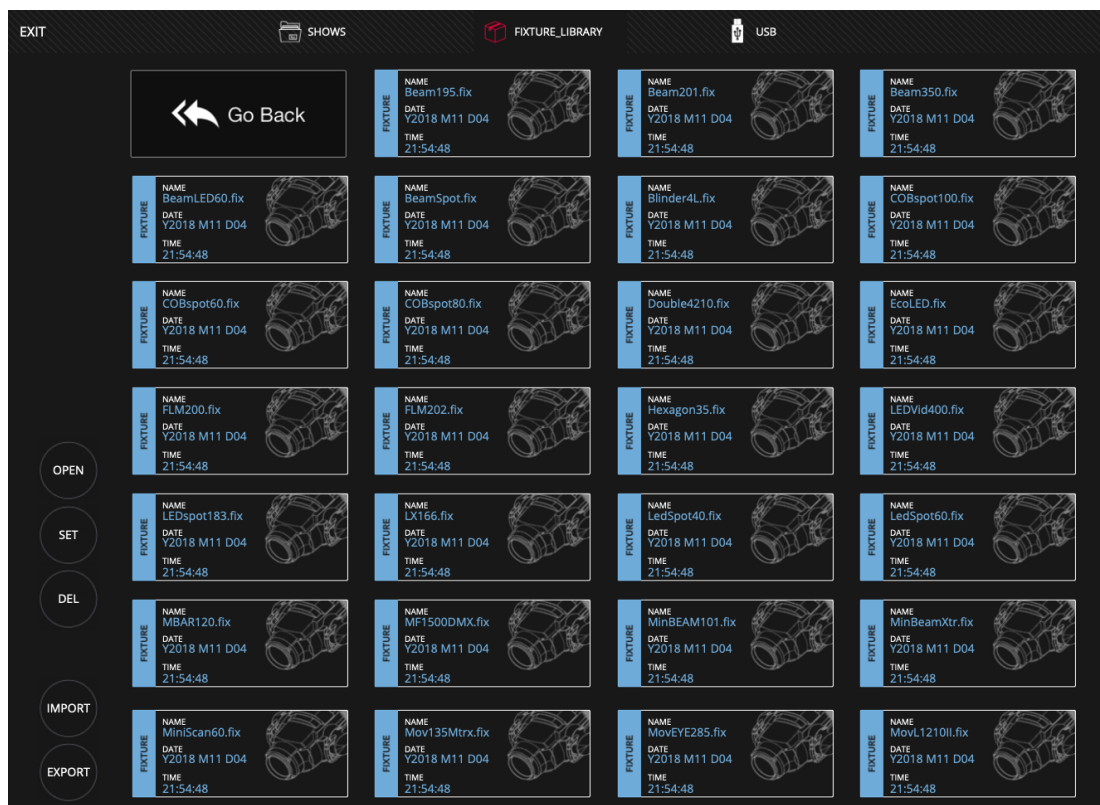 EXIT
SHOWS
FIXTURE_LIBRARY
USB
Go Back
FIXTURE
NAME
Beam195.fix
DATE
Y2018 M11 D04
TIME
21:54:48
FIXTURE
NAME
Beam201.fix
DATE
Y2018 M11 D04
TIME
21:54:48
FIXTURE
NAME
Beam350.fix
DATE
Y2018 M11 D04
TIME
21:54:48
FIXTURE
NAME
BeamLED60.fix
DATE
Y2018 M11 D04
TIME
21:54:48
FIXTURE
NAME
BeamSpot.fix
DATE
Y2018 M11 D04
TIME
21:54:48
FIXTURE
NAME
Blinder4L.fix
DATE
Y2018 M11 D04
TIME
21:54:48
FIXTURE
NAME
COBspot100.fix
DATE
Y2018 M11 D04
TIME
21:54:48
FIXTURE
NAME
COBspot60.fix
DATE
Y2018 M11 D04
TIME
21:54:48
FIXTURE
NAME
COBspot80.fix
DATE
Y2018 M11 D04
TIME
21:54:48
FIXTURE
NAME
Double4210.fix
DATE
Y2018 M11 D04
TIME
21:54:48
FIXTURE
NAME
EcoLED.fix
DATE
Y2018 M11 D04
TIME
21:54:48
FIXTURE
NAME
FLM200.fix
DATE
Y2018 M11 D04
TIME
21:54:48
FIXTURE
NAME
FLM202.fix
DATE
Y2018 M11 D04
TIME
21:54:48
FIXTURE
NAME
Hexagon35.fix
DATE
Y2018 M11 D04
TIME
21:54:48
FIXTURE
NAME
LEDVid400.fix
DATE
Y2018 M11 D04
TIME
21:54:48
FIXTURE
NAME
LEDspot183.fix
DATE
Y2018 M11 D04
TIME
21:54:48
FIXTURE
NAME
LX166.fix
DATE
Y2018 M11 D04
TIME
21:54:48
FIXTURE
NAME
LedSpot40.fix
DATE
Y2018 M11 D04
TIME
21:54:48
FIXTURE
NAME
LedSpot60.fix
DATE
Y2018 M11 D04
TIME
21:54:48
FIXTURE
NAME
MBAR120.fix
DATE
Y2018 M11 D04
TIME
21:54:48
FIXTURE
NAME
MF1500DMX.fix
DATE
Y2018 M11 D04
TIME
21:54:48
FIXTURE
NAME
MinBEAM101.fix
DATE
Y2018 M11 D04
TIME
21:54:48
FIXTURE
NAME
MinBeamXtr.fix
DATE
Y2018 M11 D04
TIME
21:54:48
FIXTURE
NAME
MiniScan60.fix
DATE
Y2018 M11 D04
TIME
21:54:48
FIXTURE
NAME
Mov135Mtrx.fix
DATE
Y2018 M11 D04
TIME
21:54:48
FIXTURE
NAME
MovEYE285.fix
DATE
Y2018 M11 D04
TIME
21:54:48
FIXTURE
NAME
MovL1210II.fix
DATE
Y2018 M11 D04
TIME
21:54:48
OPEN
SET
DEL
IMPORT
EXPORT